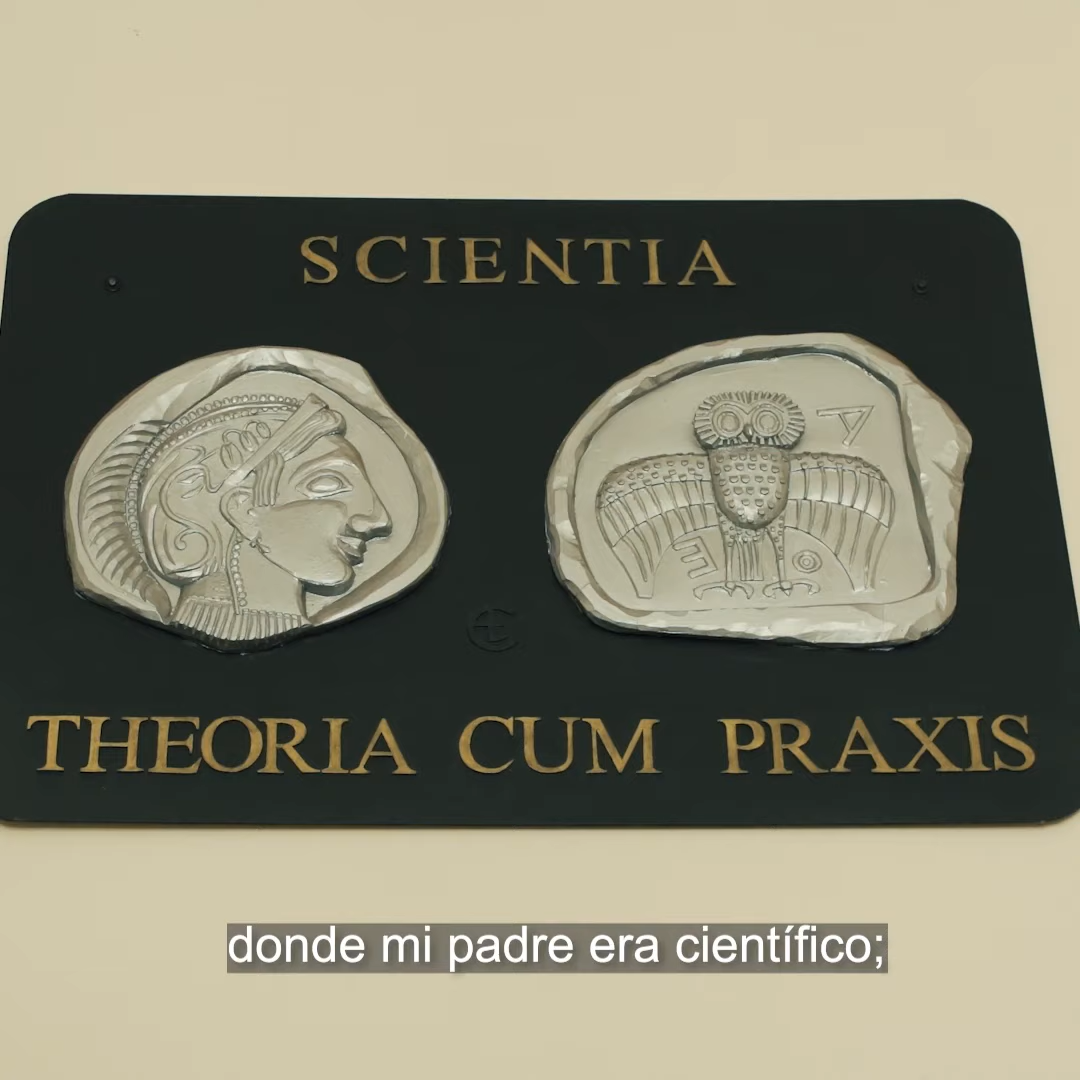 SCIENTIA
A
E
O
THEORIA CUM PRAXIS
donde mi padre era científico;